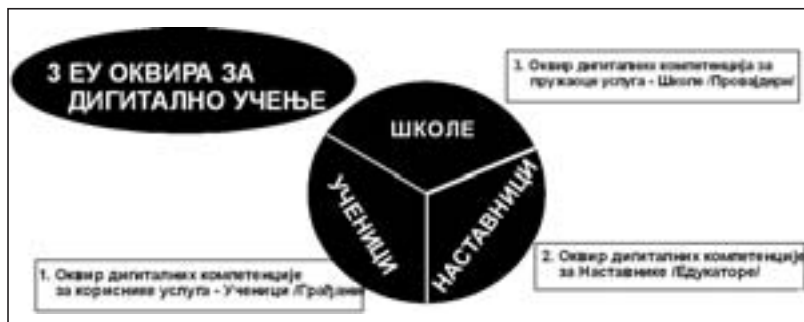 3 ЕУ ОКВИРА ЗА
ДИГИТАЛНО УЧЕЊЕ
3. Оквир дигиталних компетенција за
пружаоце услуга - Школе /Провајдери/
ШКОЛЕ
УЧЕНИЦИ
НАСТАВНИЦИ
1. Оквир дигиталних компетенције
за кориснике услуга - Ученици /Грађани
2. Оквир дигиталних компетенције
за Наставнике /Едукаторе/